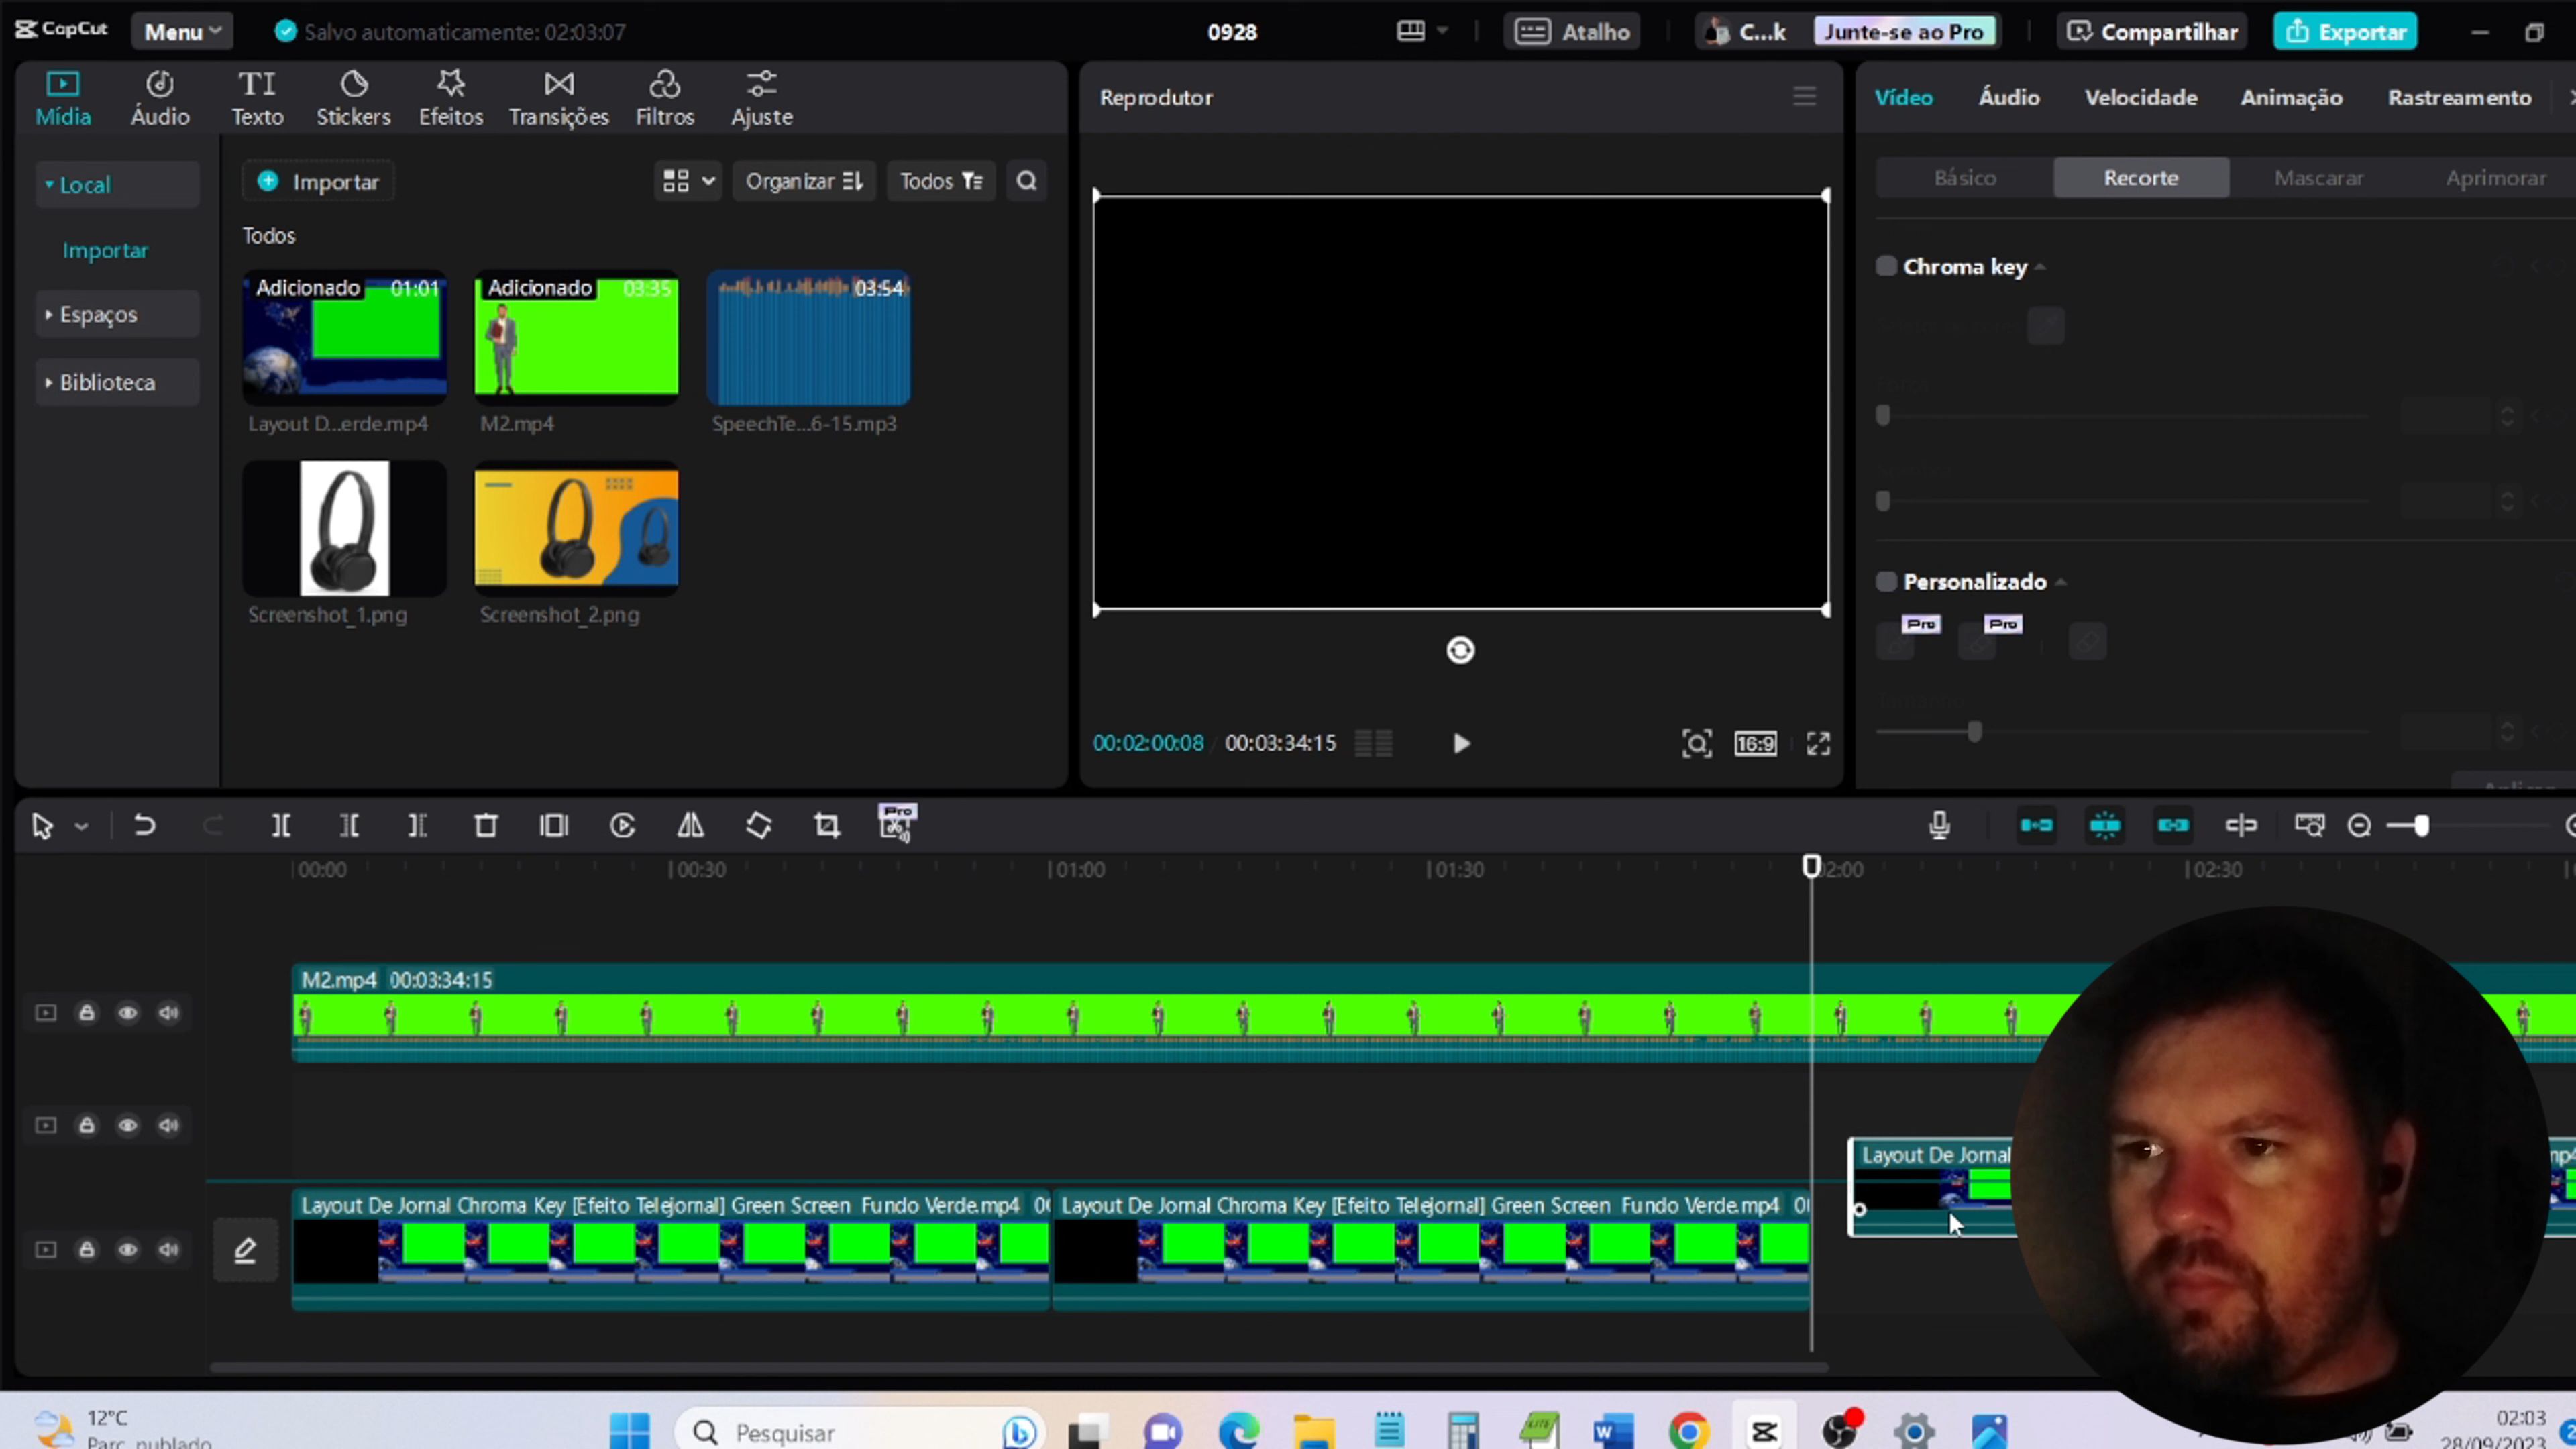 CapCut
Menu
Salvo automaticamente: 02:03:07
0928
Atalho
C...k
Junte-se ao Pro
Compartilhar
Exportar
Mídia
Áudio
Texto
Stickers
Efeitos
Transições
Filtros
Ajuste
Local
Importar
Espaços
Biblioteca
Importar
Organizar
Todos
Todos
Adicionado 01:01
Layout D...erde.mp4
Adicionado 03:35
M2.mp4
03:54
SpeechTe...6-15.mp3
Screenshot_1.png
Screenshot_2.png
Reprodutor
00:02:00:08 / 00:03:34:15
16:9
Vídeo
Áudio
Velocidade
Animação
Rastreamento
Básico
Recorte
Mascarar
Aprimorar
Chroma key
Personalizado
Pro
Pro
Pro
00:00
00:30
01:00
01:30
02:00
02:30
M2.mp4 00:03:34:15
Layout De Jornal
mp4
Layout De Jornal Chroma Key [Efeito Telejornal] Green Screen Fundo Verde.mp4
Layout De Jornal Chroma Key [Efeito Telejornal] Green Screen Fundo Verde.mp4
12°C
Parc. nublado
Pesquisar
LITE
02:03
28/09/2023